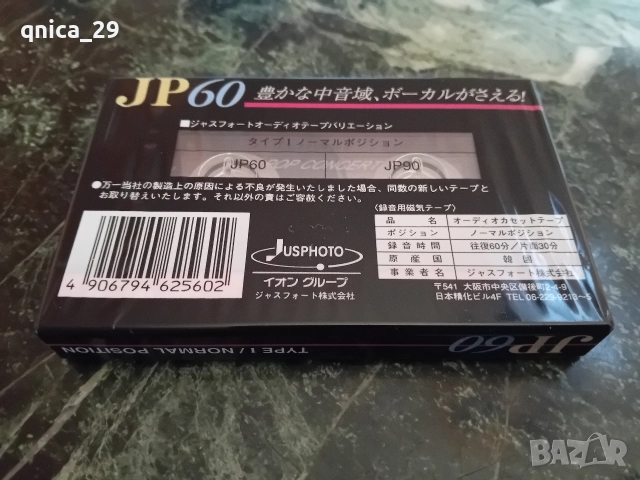 qnica_29
JP60 豊かな中音域、ボーカルがさえる!
■ジャスフォートオーディオテープバリエーション
タイプⅠノーマルポジション
JP60 JP90
POP CONCERT
●万一当社の製造上の原因による不良が発生いたしました場合、同数の新しいテープと
お取り替えいたします。それ以外の責はご容赦ください。
(録音用磁気テープ)
品名 オーディオカセットテープ
ポジション ノーマルポジション
録音時間 往復60分/片道30分
原産国 韓国
事業者名 ジャスフォート株式会社
〒541 大阪市中央区備後町2-4-9
日本精化ビル4F TEL 06-229-9213~5
JUSPHOTO
イオン グループ
ジャスフォート株式会社
4 906794 625602
TYPE I / NORMAL POSITION
JP60
BAZAR